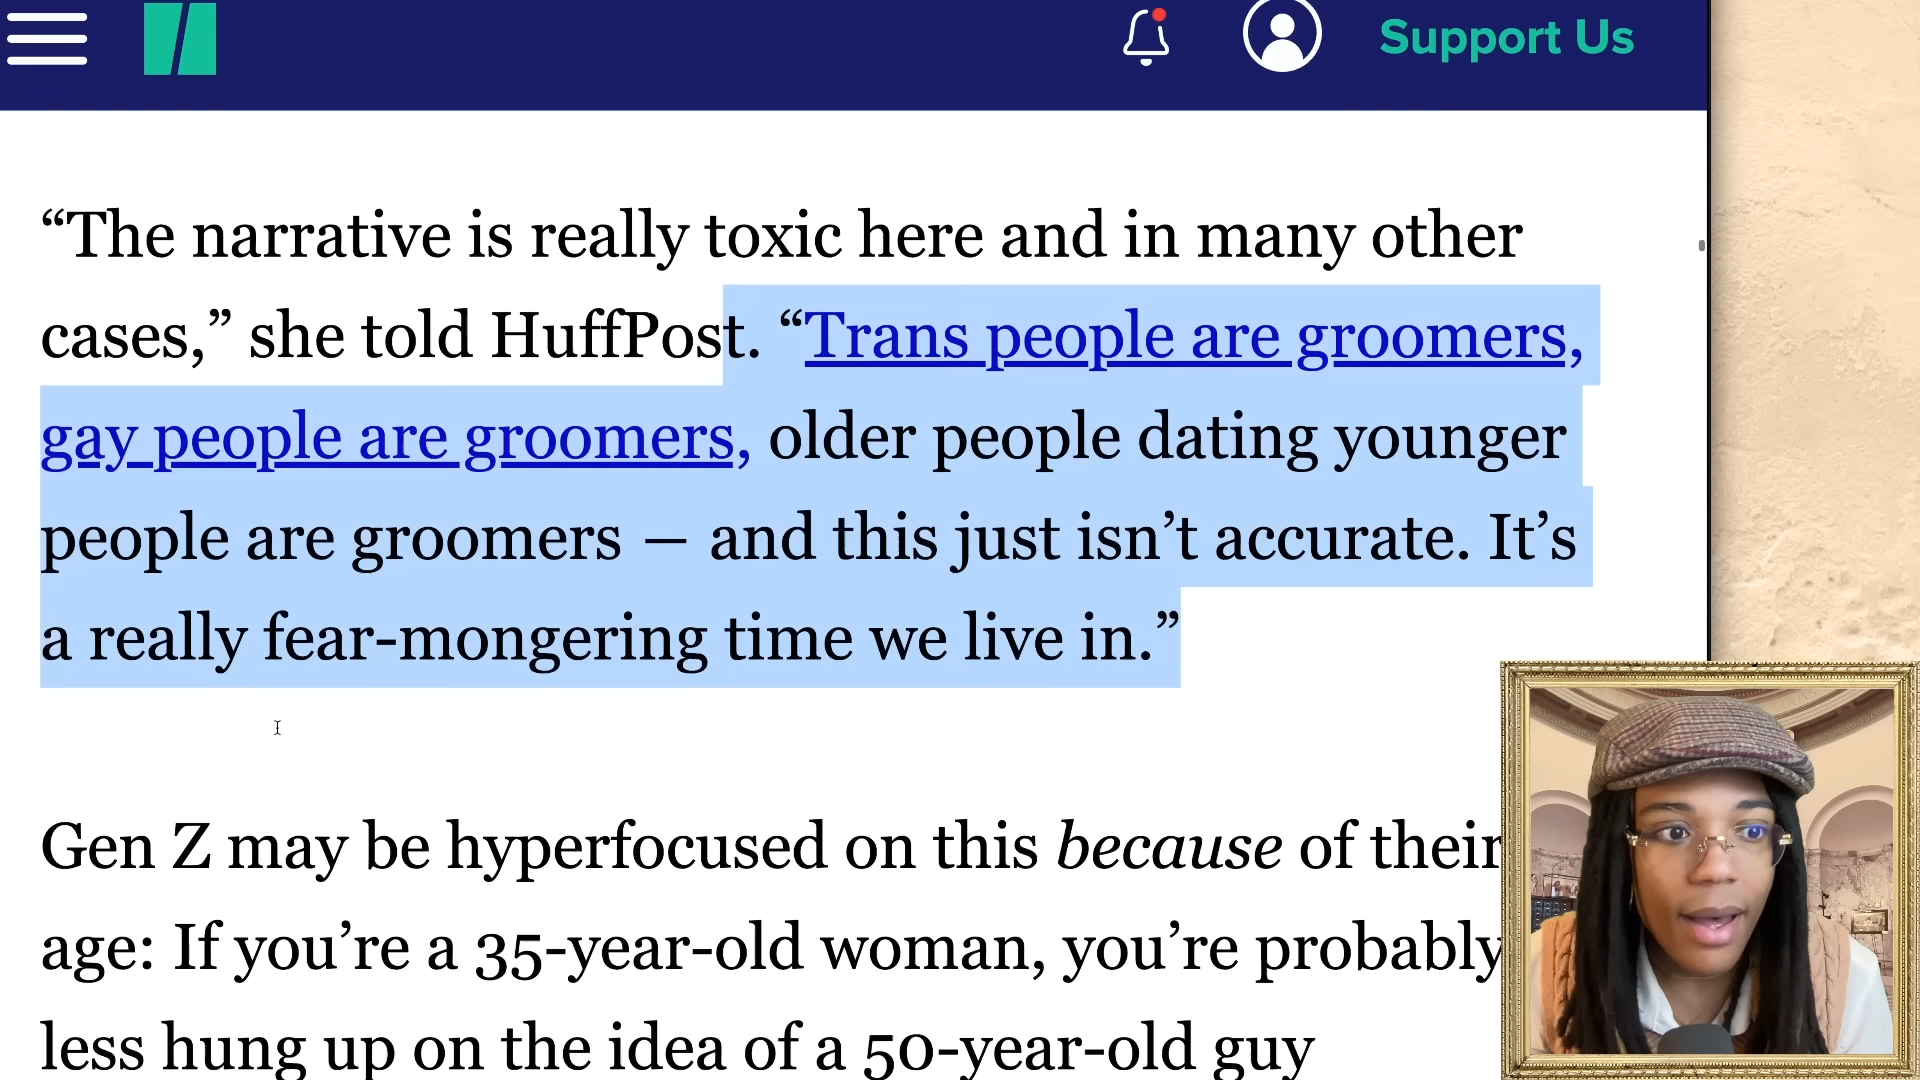 Support Us
“The narrative is really toxic here and in many other
cases,” she told HuffPost. “Trans people are groomers,
gay people are groomers, older people dating younger
people are groomers — and this just isn’t accurate. It’s
a really fear-mongering time we live in.”
Gen Z may be hyperfocused on this because of their
age: If you’re a 35-year-old woman, you’re probably
less hung up on the idea of a 50-year-old guy